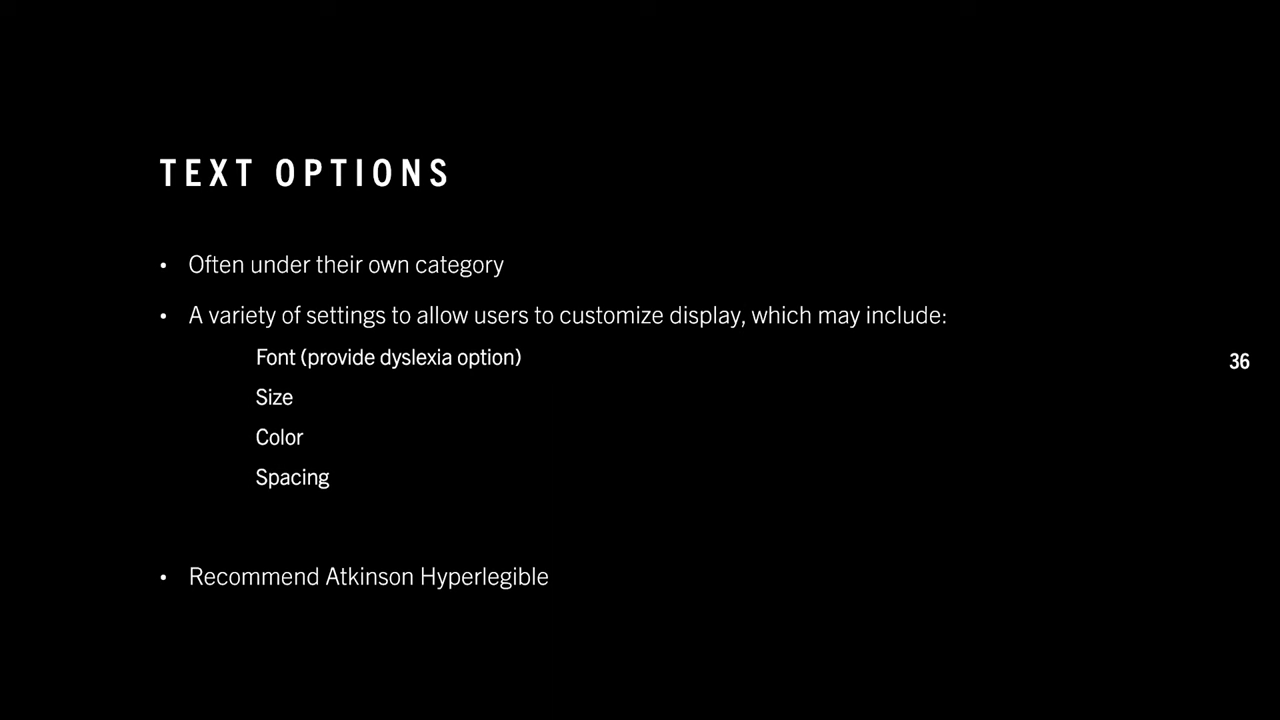 TEXT OPTIONS
• Often under their own category
• A variety of settings to allow users to customize display, which may include:
Font (provide dyslexia option)
36
Size
Color
Spacing
• Recommend Atkinson Hyperlegible